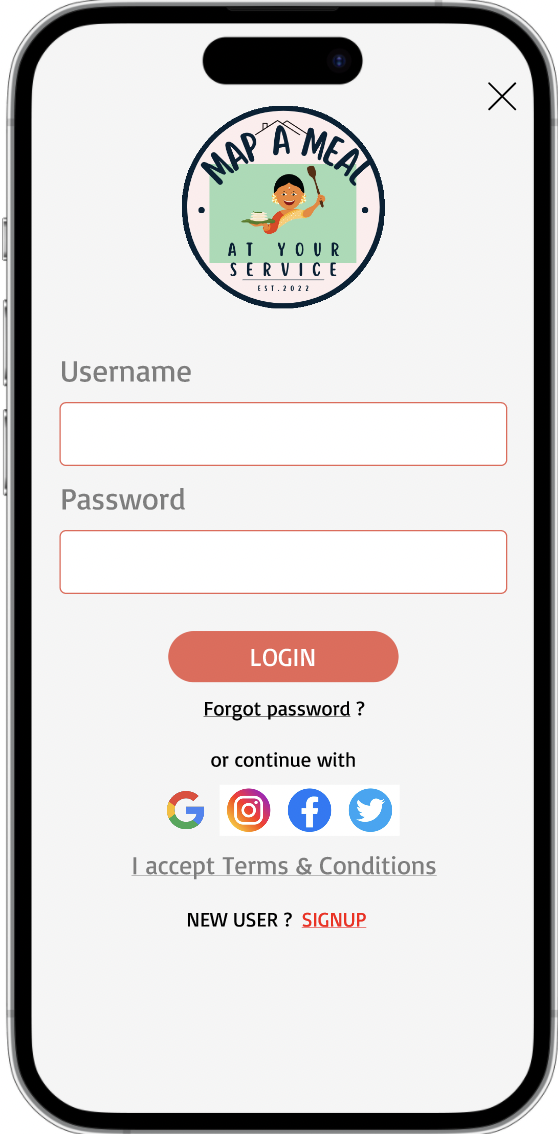 MAP A MEAL
AT YOUR
SERVICE
EST.2022
Username
Password
LOGIN
Forgot password ?
or continue with
I accept Terms & Conditions
NEW USER ? SIGNUP